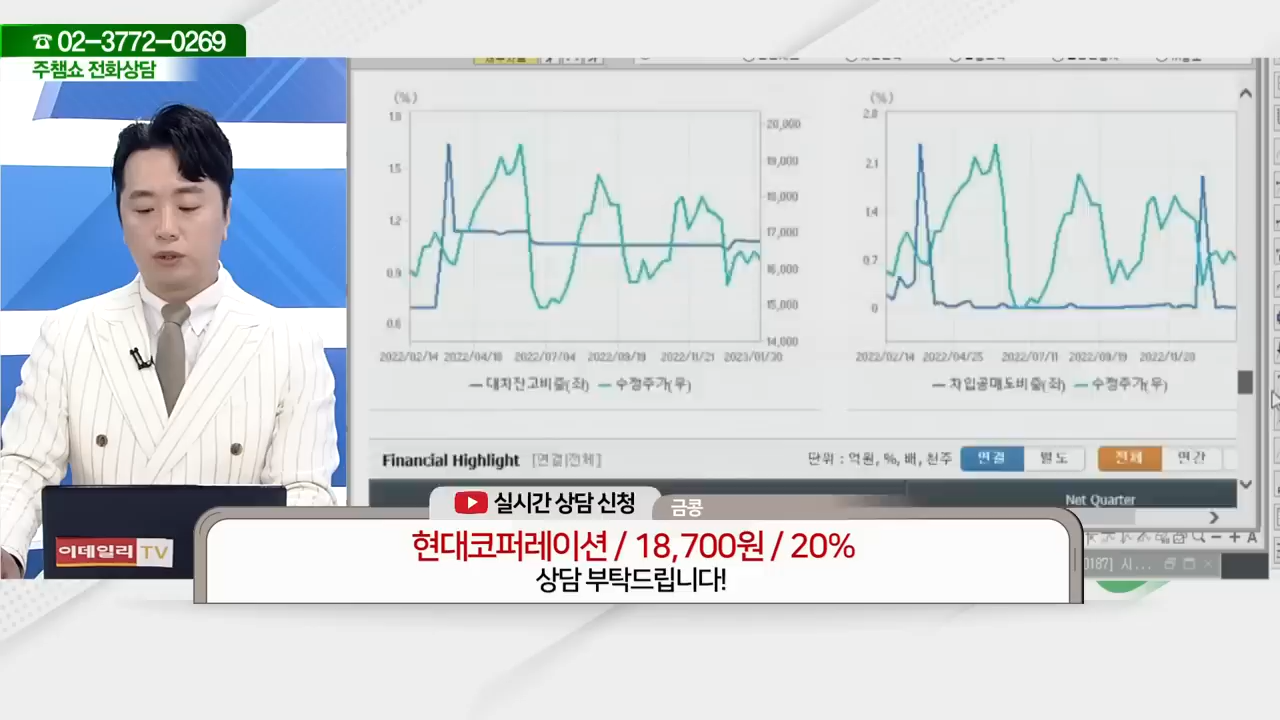 ☎ 02-3772-0269
주챔쇼 전화상담
(%)
1.8
1.5
1.2
0.9
0.6
20,000
19,000
18,000
17,000
16,000
15,000
14,000
2022/02/14 2022/04/18 2022/07/04 2022/09/19 2022/11/21 2023/01/30
대차잔고비중(좌) 수정주가(우)
(%)
2.8
2.1
1.4
0.7
0
2022/02/14 2022/04/25 2022/07/11 2022/09/19 2022/11/28
차입공매도비중(좌) 수정주가(우)
Financial Highlight [연결|전체]
단위 : 억원, %, 배, 천주 연결 별도 전체 연간
Net Quarter
이데일리 TV
실시간 상담 신청 금콩
현대코퍼레이션 / 18,700원 / 20%
상담 부탁드립니다!